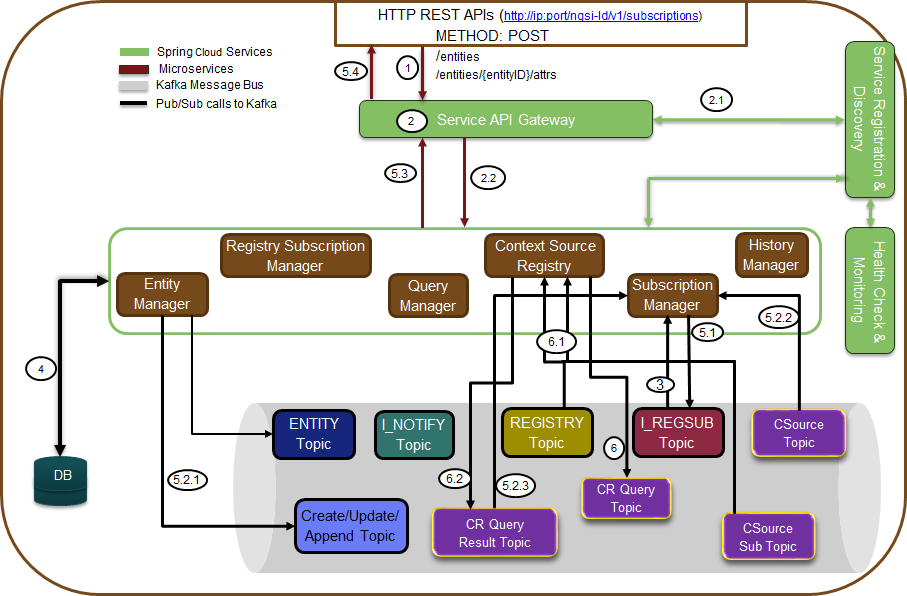 HTTP REST APIs (http://ip:port/ngsi-ld/v1/subscriptions)
METHOD: POST
Spring Cloud Services
Microservices
Kafka Message Bus
Pub/Sub calls to Kafka
5.4
1
/entities
/entities/{entityID}/attrs
2
Service API Gateway
2.1
Service Registration &
Discovery
5.3
2.2
Registry Subscription
Manager
Context Source
Registry
History
Manager
Entity
Manager
Query
Manager
Subscription
Manager
Health Check &
Monitoring
5.2.2
5.1
6.1
4
3
ENTITY
Topic
I_NOTIFY
Topic
REGISTRY
Topic
I_REGSUB
Topic
CSource
Topic
DB
5.2.1
6.2
5.2.3
6
CR Query
Topic
Create/Update/
Append Topic
CR Query
Result Topic
CSource
Sub Topic